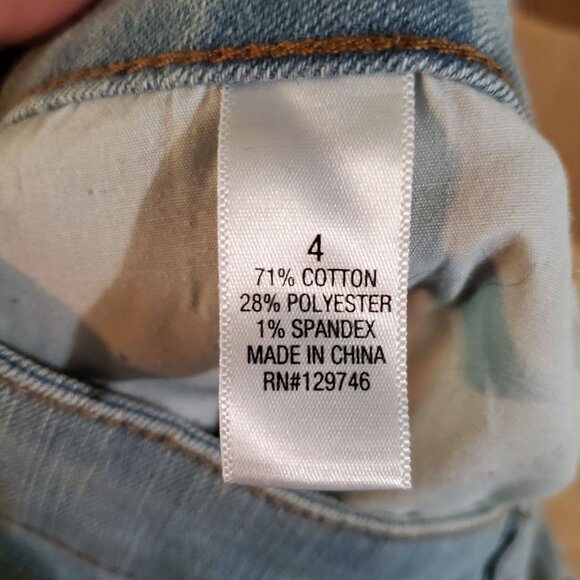 4
71% COTTON
28% POLYESTER
1% SPANDEX
MADE IN CHINA
RN#129746